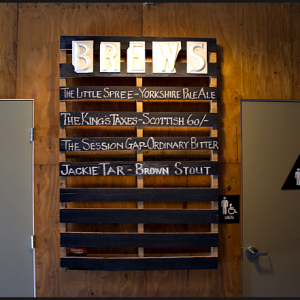 BREWS
THE LITTLE SPREE-YORKSHIRE PALE ALE
THE KING'S TAXES-SCOTTISH 60/-
THE SESSION GAP-ORDINARY BITTER
JACKIE TAR-BROWN STOUT
MEN